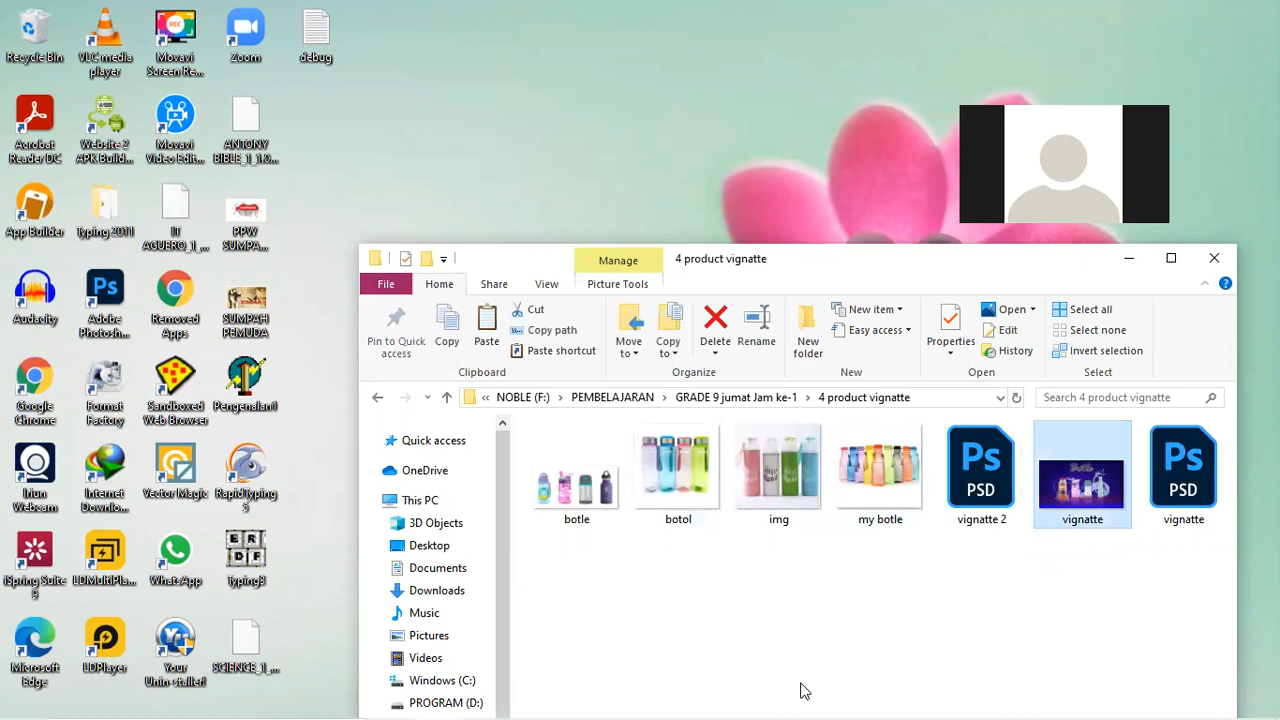 Recycle Bin
VLC media player
Movavi Screen Re...
Zoom
debug
Acrobat Reader DC
Website 2 APK Build...
Movavi Video Edit...
ANTONY BIBLE_1_1.0...
App Builder
Typing 2011
IT AGUERO_1_...
PPW SUMPA...
Audacity
Adobe Photosh...
Removed Apps
SUMPAH PEMUDA
Google Chrome
Format Factory
Sandboxed Web Browser
Pengenalan1
Iriun Webcam
Internet Downlo...
Vector Magic
RapidTyping 5
iSpring Suite 9
LDMultiPla...
WhatsApp
typing3
Microsoft Edge
LDPlayer
Your Unin-staller!
SCIENCE_1_...
Manage
4 product vignatte
File
Home
Share
View
Picture Tools
Pin to Quick access
Copy
Paste
Cut
Copy path
Paste shortcut
Clipboard
Move to
Copy to
Delete
Rename
Organize
New folder
New item
Easy access
New
Properties
Open
Edit
History
Open
Select all
Select none
Invert selection
Select
« NOBLE (F:) › PEMBELAJARAN › GRADE 9 jumat Jam ke-1 › 4 product vignatte
Search 4 product vignatte
Quick access
OneDrive
This PC
3D Objects
Desktop
Documents
Downloads
Music
Pictures
Videos
Windows (C:)
PROGRAM (D:)
Ps
PSD
Ps
PSD
botle
botol
img
my botle
vignatte 2
vignatte
vignatte